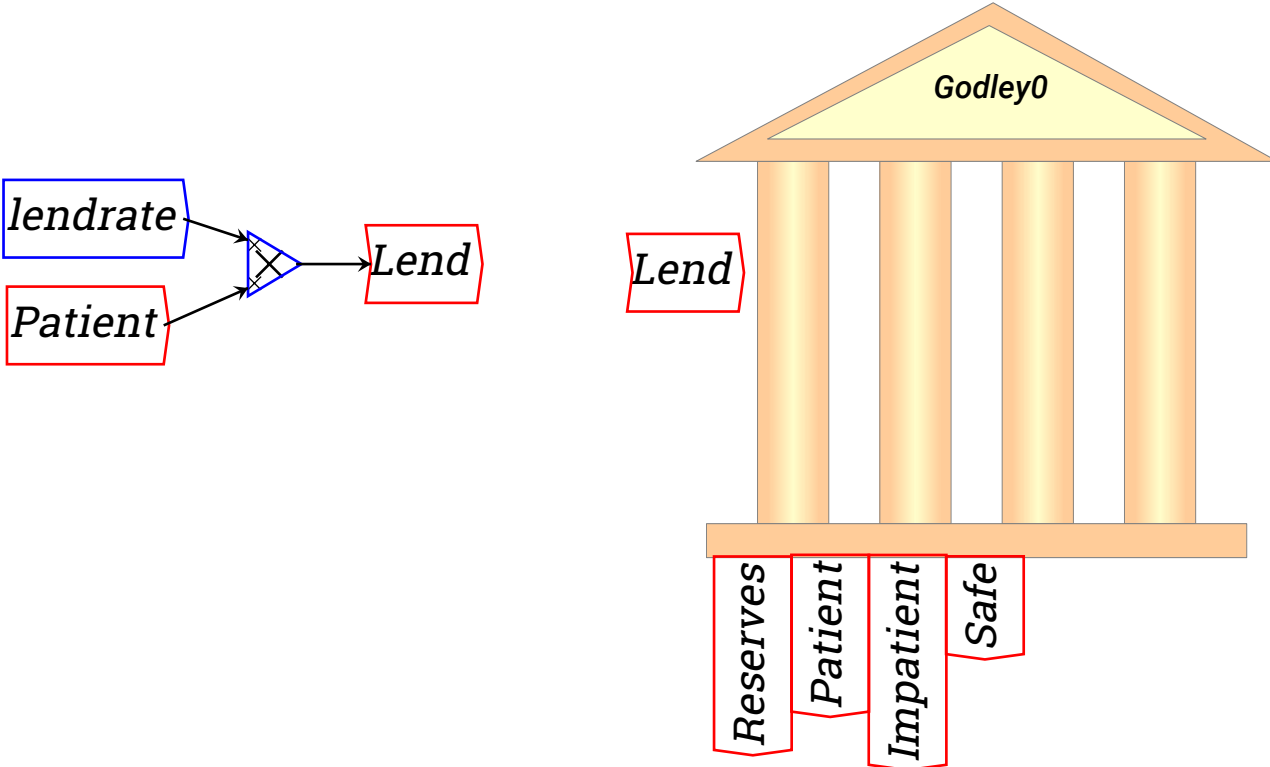 Godley0
lendrate
Patient
Lend
Lend
Reserves
Patient
Impatient
Safe